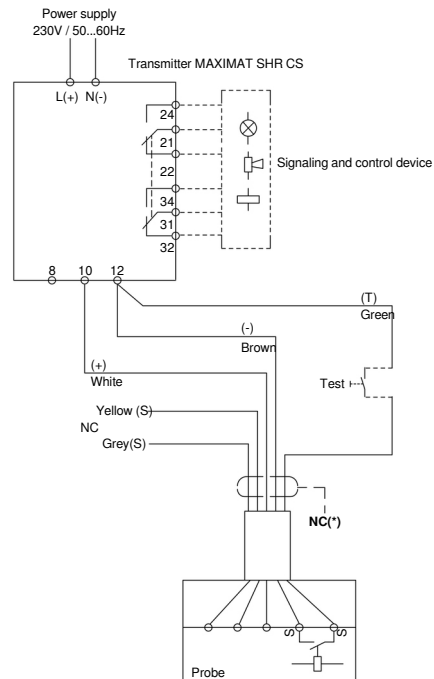 Power supply
230V / 50...60Hz
Transmitter MAXIMAT SHR CS
L(+) N(-)
24
21
22
34
31
32
Signaling and control device
8 10 12
(T)
Green
(-)
Brown
(+)
White
Test
Yellow (S)
NC
Grey(S)
NC(*)
S S
Probe